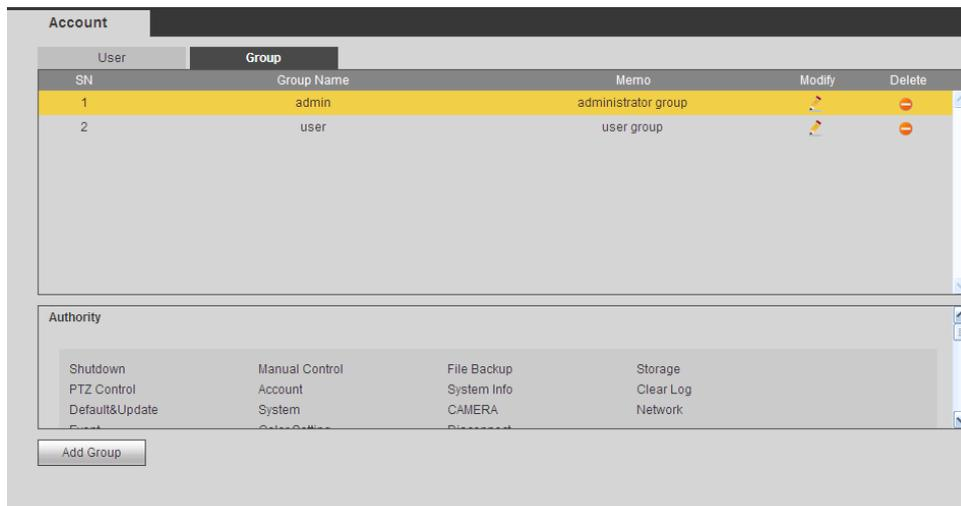 Account
User Group
SN Group Name Memo Modify Delete
1 admin administrator group
2 user user group
Authority
Shutdown Manual Control File Backup Storage
PTZ Control Account System Info Clear Log
Default&Update System CAMERA Network
Add Group